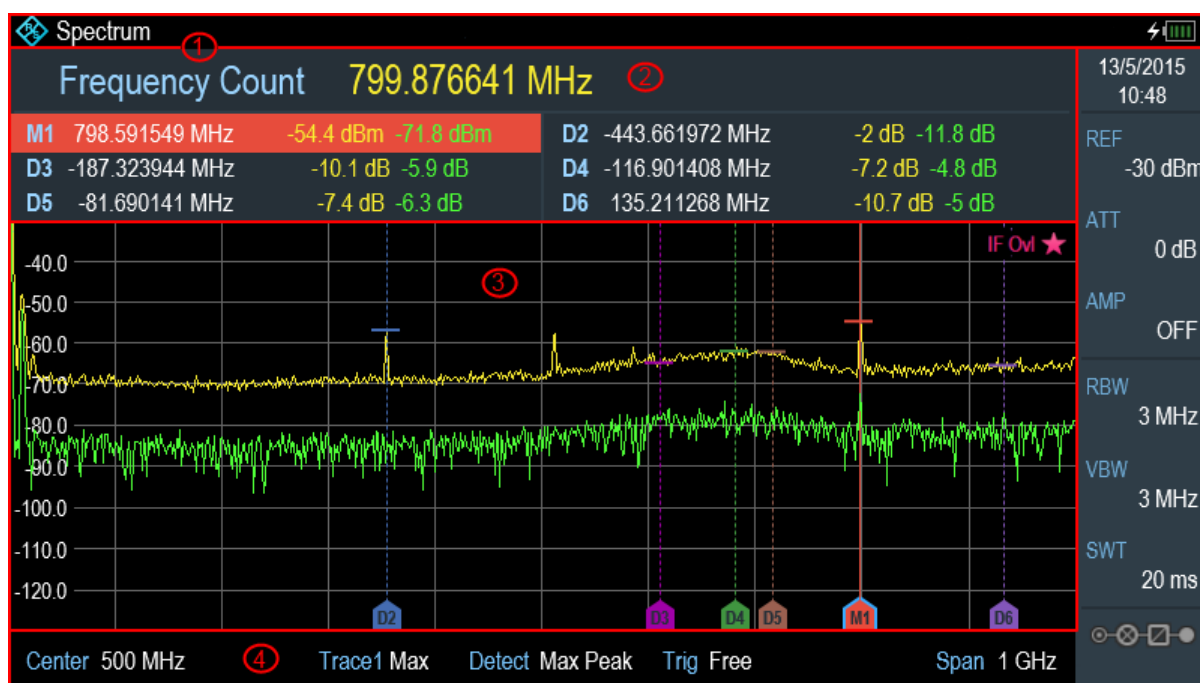 Spectrum
1
Frequency Count 799.876641 MHz 2
M1 798.591549 MHz -54.4 dBm -71.8 dBm D2 -443.661972 MHz -2 dB -11.8 dB
D3 -187.323944 MHz -10.1 dB -5.9 dB D4 -116.901408 MHz -7.2 dB -4.8 dB
D5 -81.690141 MHz -7.4 dB -6.3 dB D6 135.211268 MHz -10.7 dB -5 dB
IF Ovl
3
-40.0
-50.0
-60.0
-70.0
-80.0
-90.0
-100.0
-110.0
-120.0
D2 D3 D4 D5 M1 D6
Center 500 MHz 4 Trace1 Max Detect Max Peak Trig Free Span 1 GHz
13/5/2015
10:48
REF
-30 dBm
ATT
0 dB
AMP
OFF
RBW
3 MHz
VBW
3 MHz
SWT
20 ms